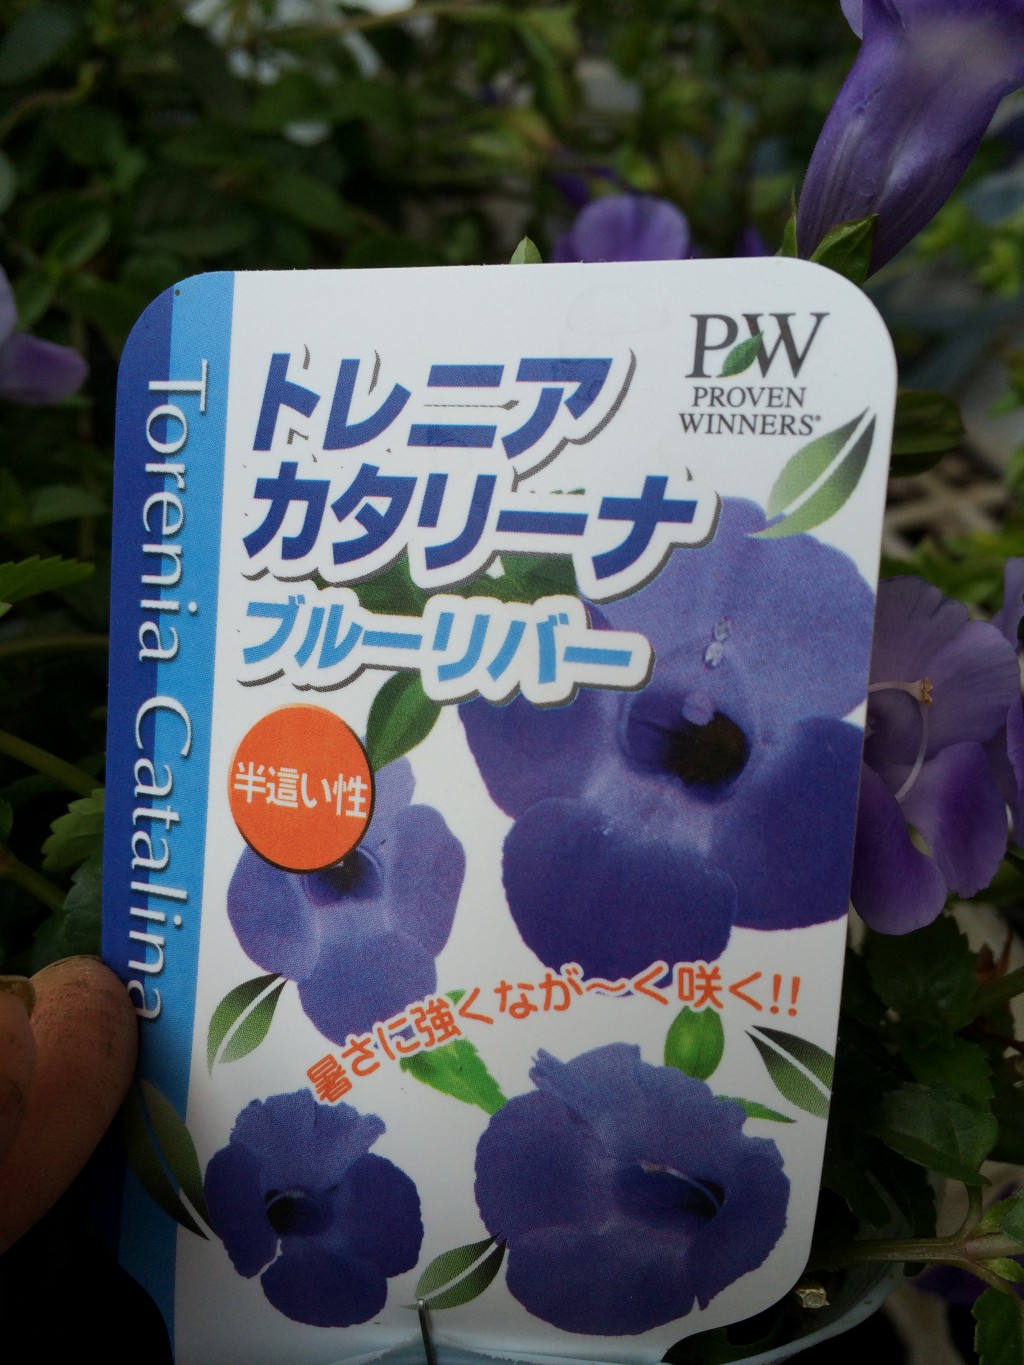 PW
PROVEN
WINNERS®
トレニア
カタリーナ
ブルーリバー
半這い性
暑さに強くなが〜く咲く!!
Torenia Catalina